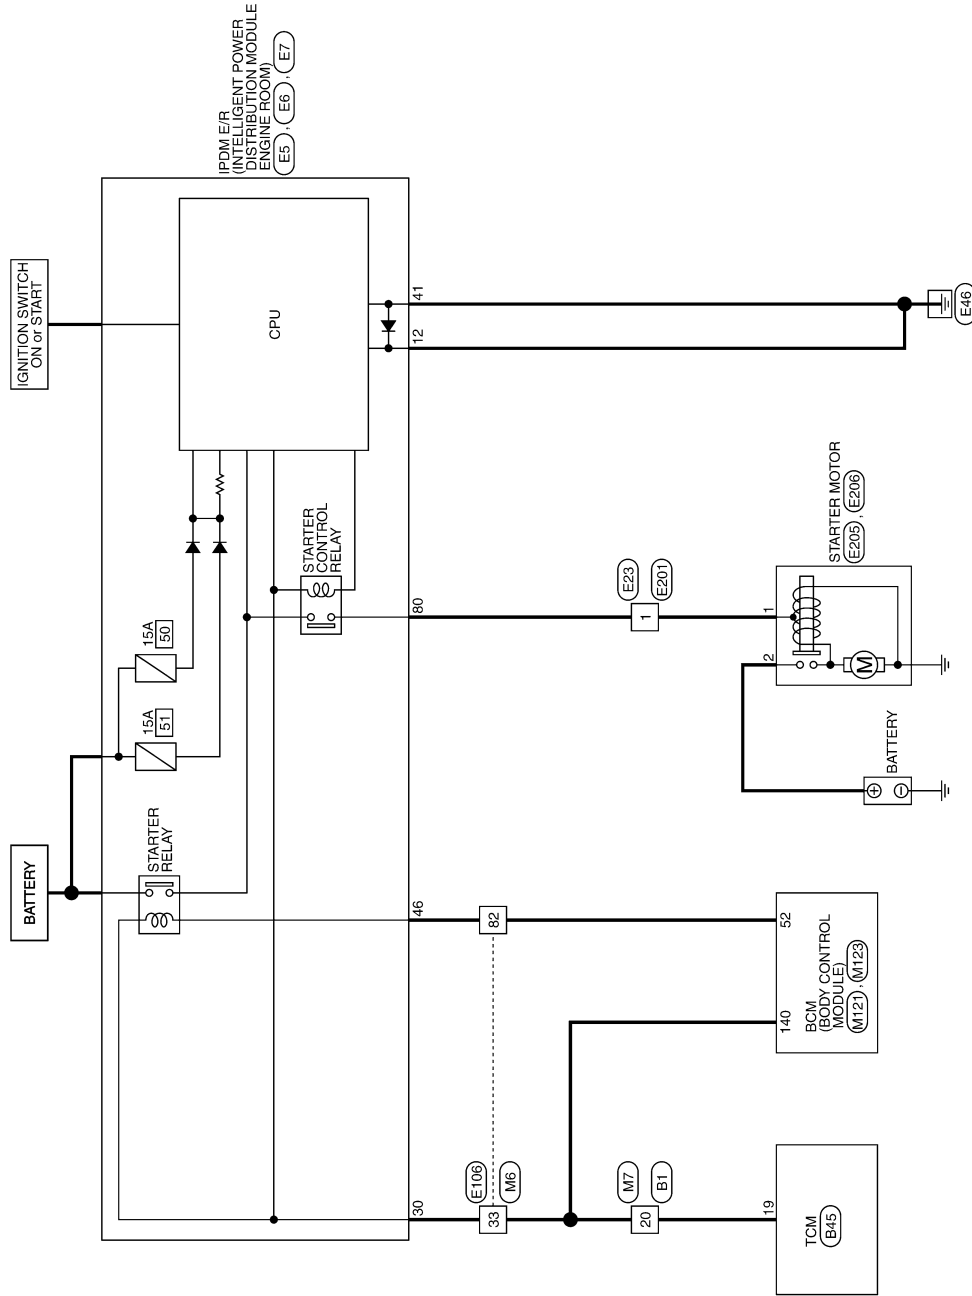 BATTERY
IGNITION SWITCH
ON or START
IPDM E/R
(INTELLIGENT POWER
DISTRIBUTION MODULE
ENGINE ROOM)
E5 , E6 , E7
STARTER
RELAY
15A
51
15A
50
CPU
STARTER
CONTROL
RELAY
30
46
80
12
41
E106
33
M6
82
E23
1
E201
M7
20
B1
19
TCM
B45
140
52
BCM
(BODY CONTROL
MODULE)
M121 , M123
BATTERY
+
−
2
1
M
STARTER MOTOR
E205 , E206
E46